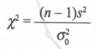 χ² = (n − 1)s² / σ₀²